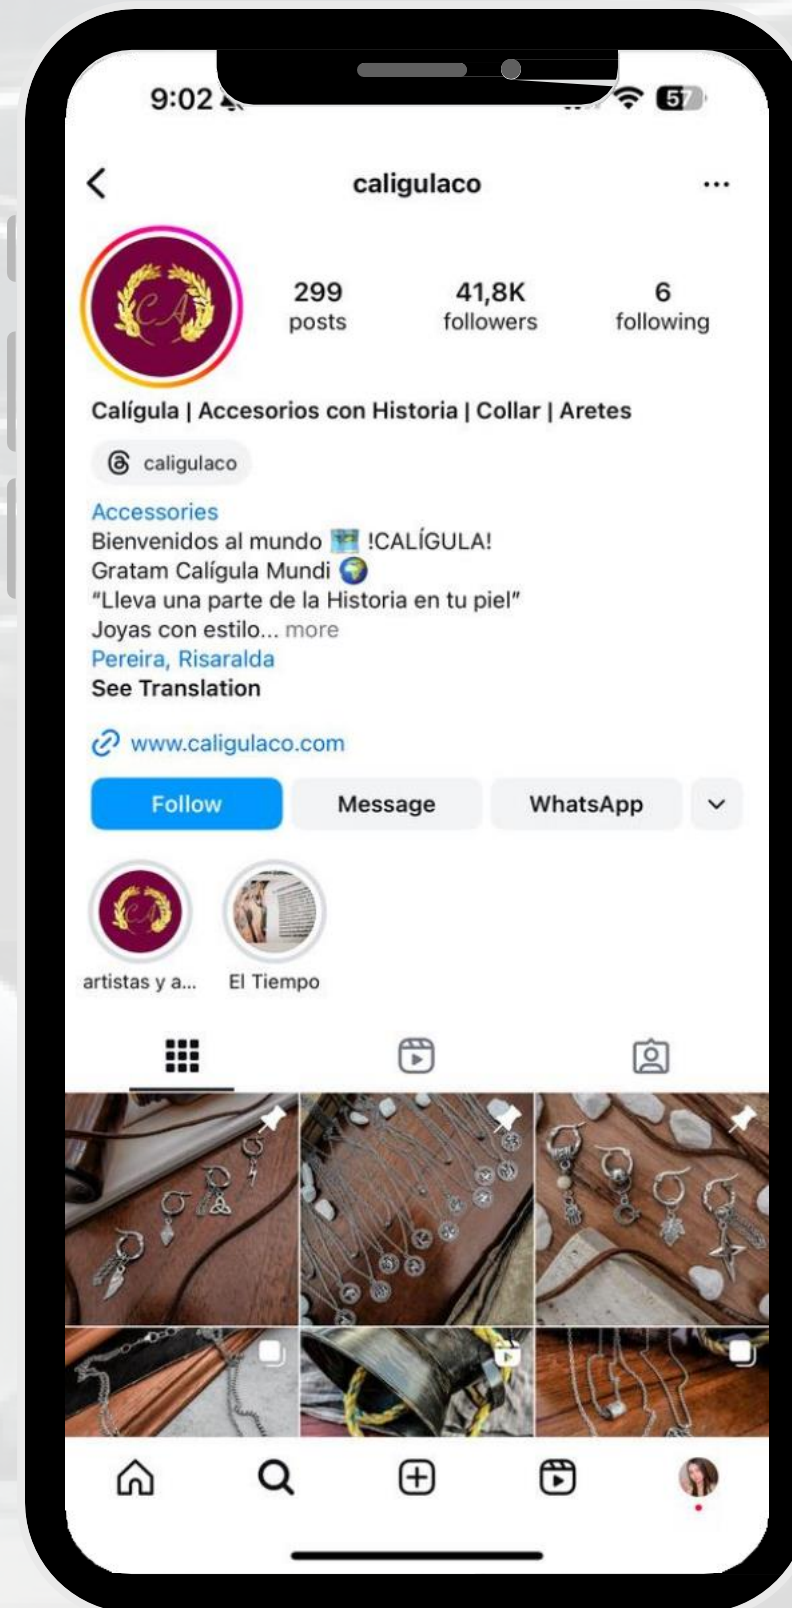 9:02
57
caligulaco
299
posts
41,8K
followers
6
following
C A
Calígula | Accesorios con Historia | Collar | Aretes
caligulaco
Accessories
Bienvenidos al mundo 🗺️ !CALÍGULA!
Gratam Calígula Mundi 🌍
“Lleva una parte de la Historia en tu piel”
Joyas con estilo... more
Pereira, Risaralda
See Translation
www.caligulaco.com
Follow
Message
WhatsApp
C A
artistas y a...
El Tiempo